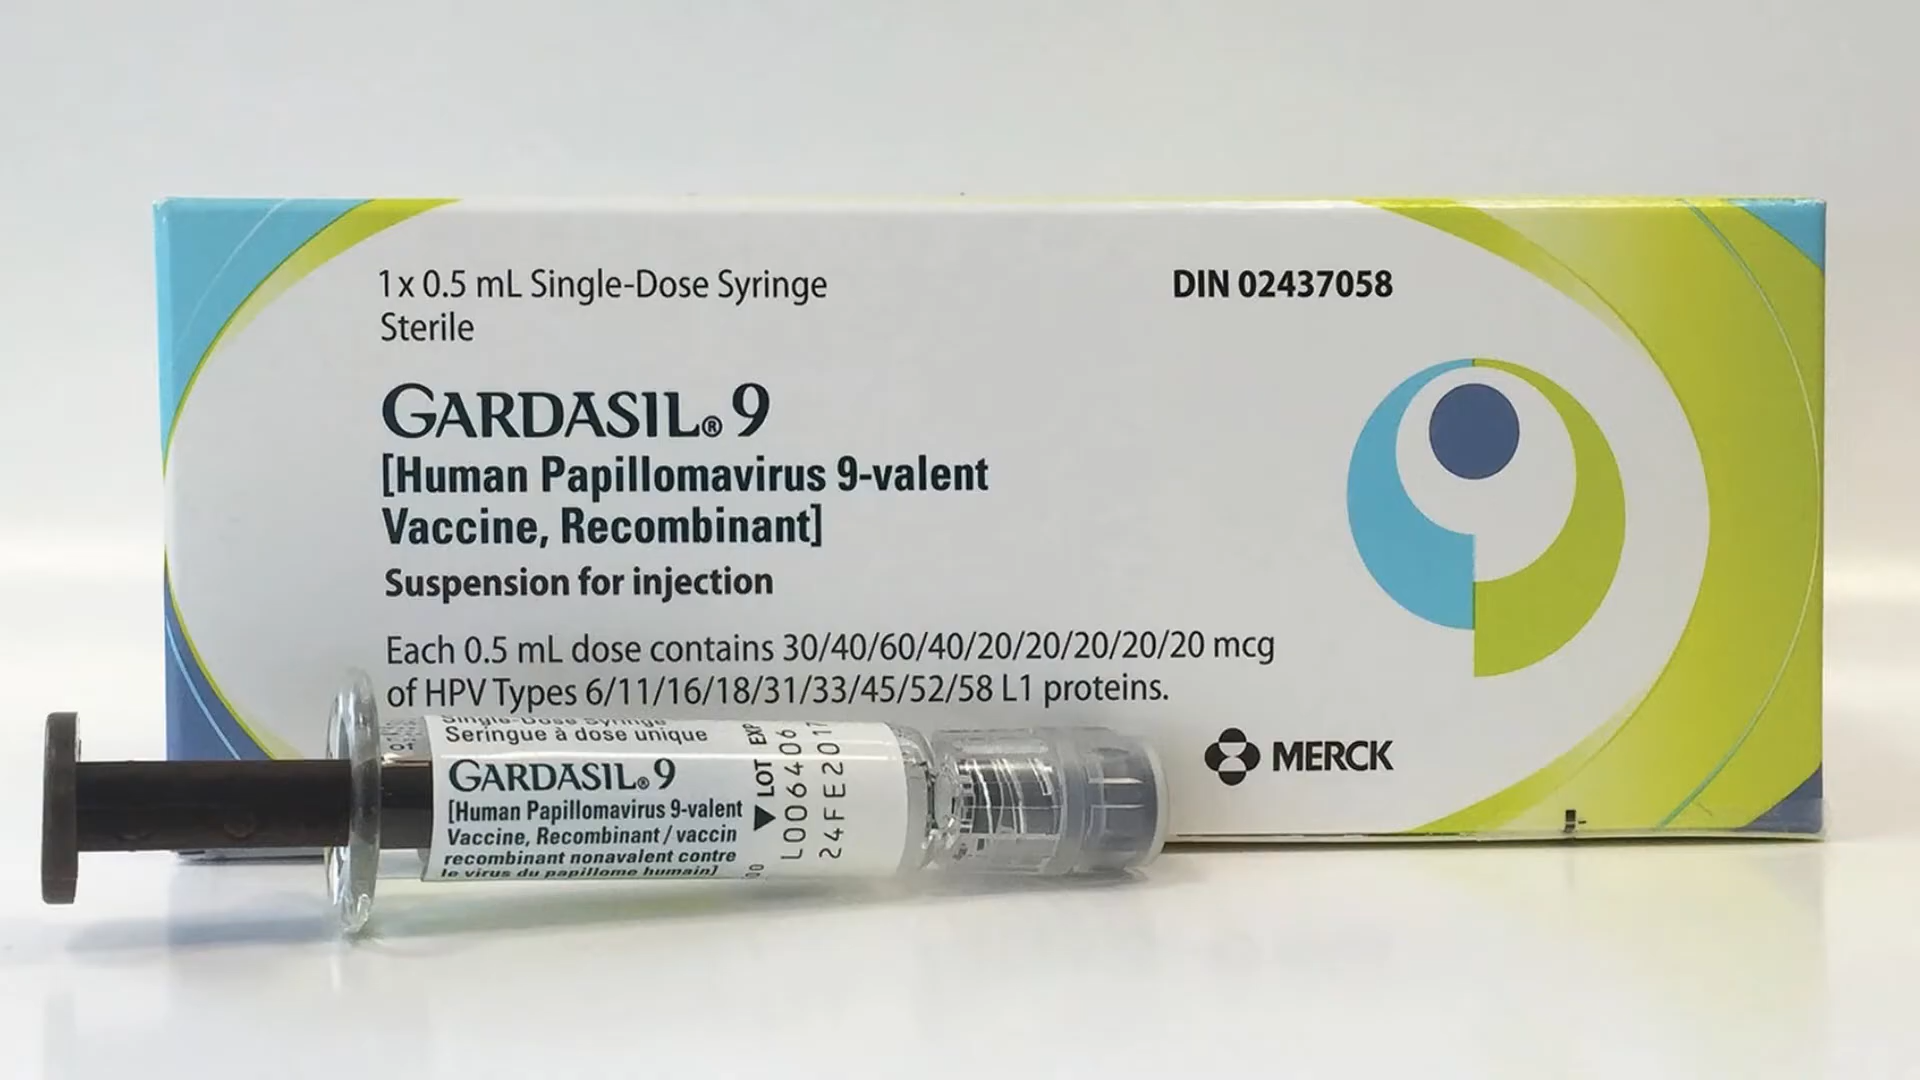 1 x 0.5 mL Single-Dose Syringe
Sterile
DIN 02437058
GARDASIL® 9
[Human Papillomavirus 9-valent
Vaccine, Recombinant]
Suspension for injection
Each 0.5 mL dose contains 30/40/60/40/20/20/20/20/20 mcg
of HPV Types 6/11/16/18/31/33/45/52/58 L1 proteins.
MERCK
Single-Dose Syringe
Seringue à dose unique
GARDASIL® 9
[Human Papillomavirus 9-valent
Vaccine, Recombinant / vaccin
recombinant nonavalent contre
le virus du papillome humain]
LOT EXP
L006406
24FE2017